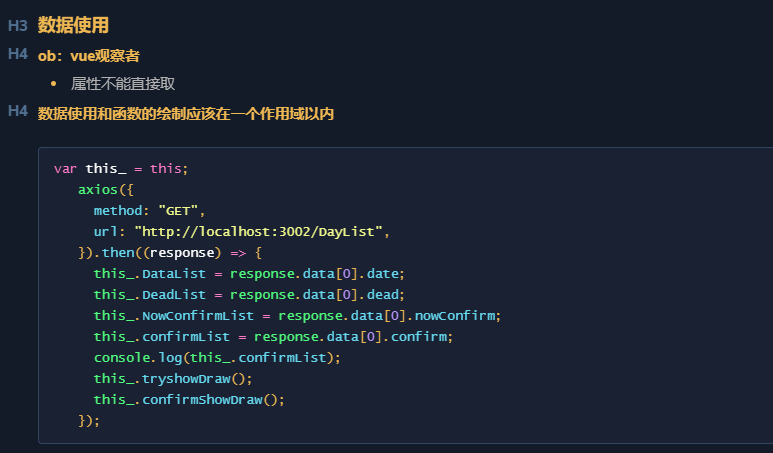 H3 数据使用
H4 ob：vue观察者
• 属性不能直接取
H4 数据使用和函数的绘制应该在一个作用域以内
var this_ = this;
   axios({
     method: "GET",
     url: "http://localhost:3002/DayList",
   }).then((response) => {
     this_.DataList = response.data[0].date;
     this_.DeadList = response.data[0].dead;
     this_.NowConfirmList = response.data[0].nowConfirm;
     this_.confirmList = response.data[0].confirm;
     console.log(this_.confirmList);
     this_.tryshowDraw();
     this_.confirmShowDraw();
   });